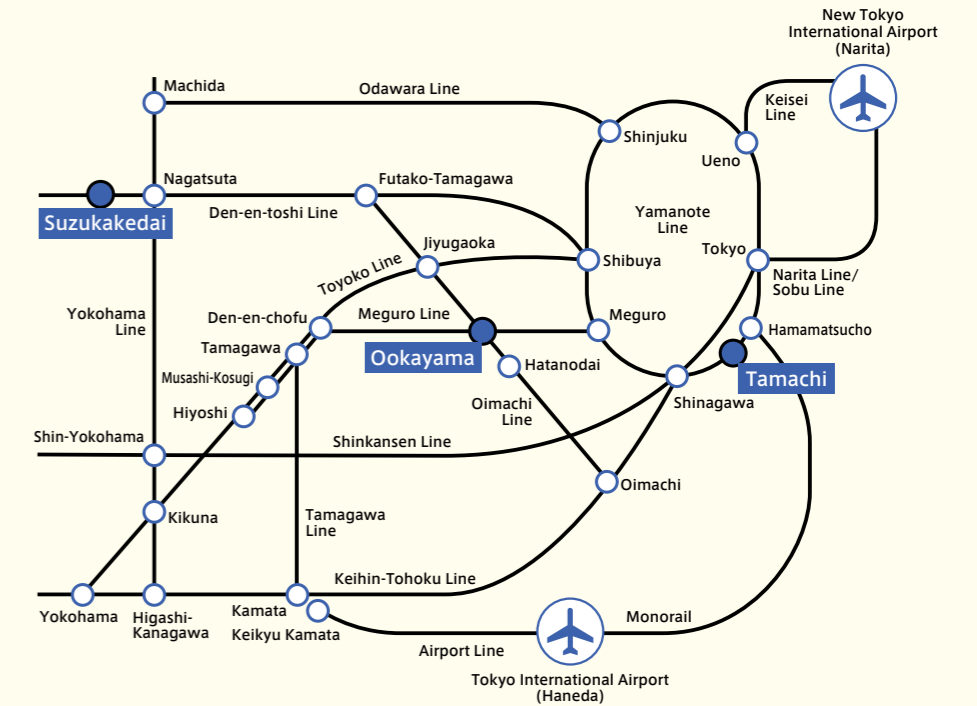 New Tokyo
International Airport
(Narita)
Machida
Odawara Line
Keisei
Line
Shinjuku
Ueno
Nagatsuta
Futako-Tamagawa
Suzukakedai
Den-en-toshi Line
Yamanote
Line
Jiyugaoka
Tokyo
Toyoko Line
Shibuya
Narita Line/
Sobu Line
Yokohama
Line
Den-en-chofu
Meguro Line
Meguro
Hamamatsucho
Tamagawa
Ookayama
Hatanodai
Tamachi
Musashi-Kosugi
Hiyoshi
Oimachi
Line
Shinagawa
Shin-Yokohama
Shinkansen Line
Oimachi
Kikuna
Tamagawa
Line
Keihin-Tohoku Line
Yokohama
Higashi-
Kanagawa
Kamata
Keikyu Kamata
Monorail
Airport Line
Tokyo International Airport
(Haneda)